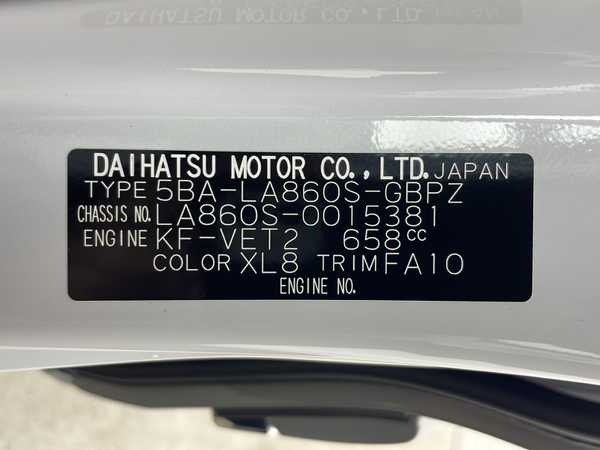 DAIHATSU MOTOR CO., LTD. JAPAN
TYPE 5BA-LA860S-GBPZ
CHASSIS NO. LA860S-0015381
ENGINE KF-VET2 658cc
COLOR XL8 TRIM FA10
ENGINE NO.